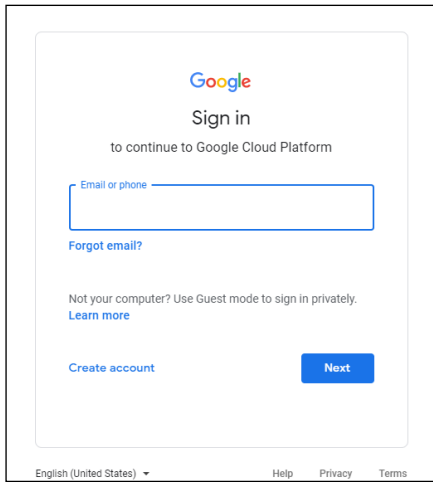 Google
Sign in
to continue to Google Cloud Platform
Email or phone
Forgot email?
Not your computer? Use Guest mode to sign in privately.
Learn more
Create account
Next
English (United States)
Help
Privacy
Terms